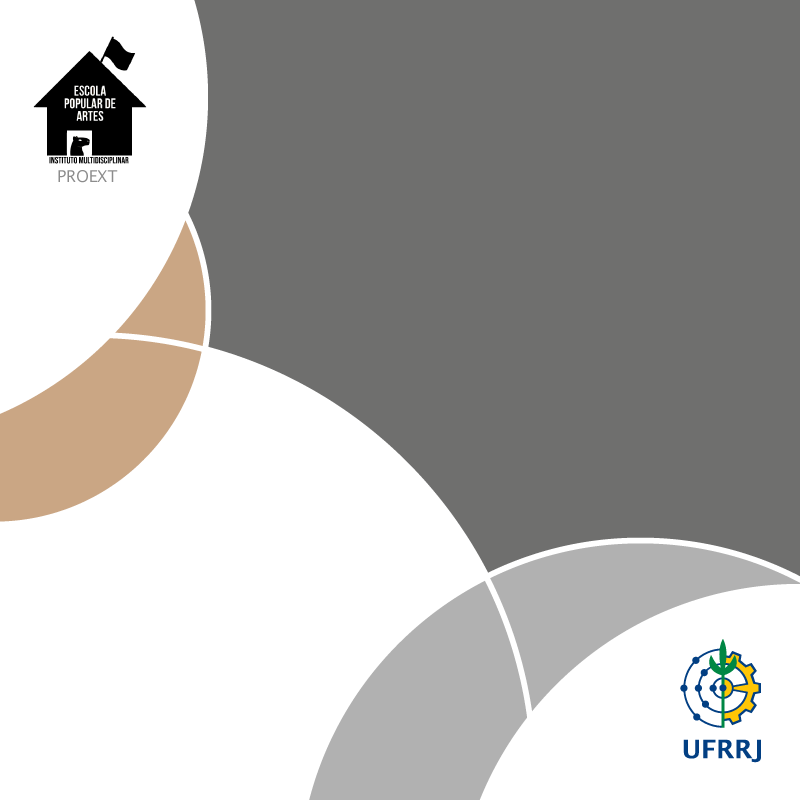 ESCOLA
POPULAR DE
ARTES
INSTITUTO MULTIDISCIPLINAR
PROEXT
UFRRJ